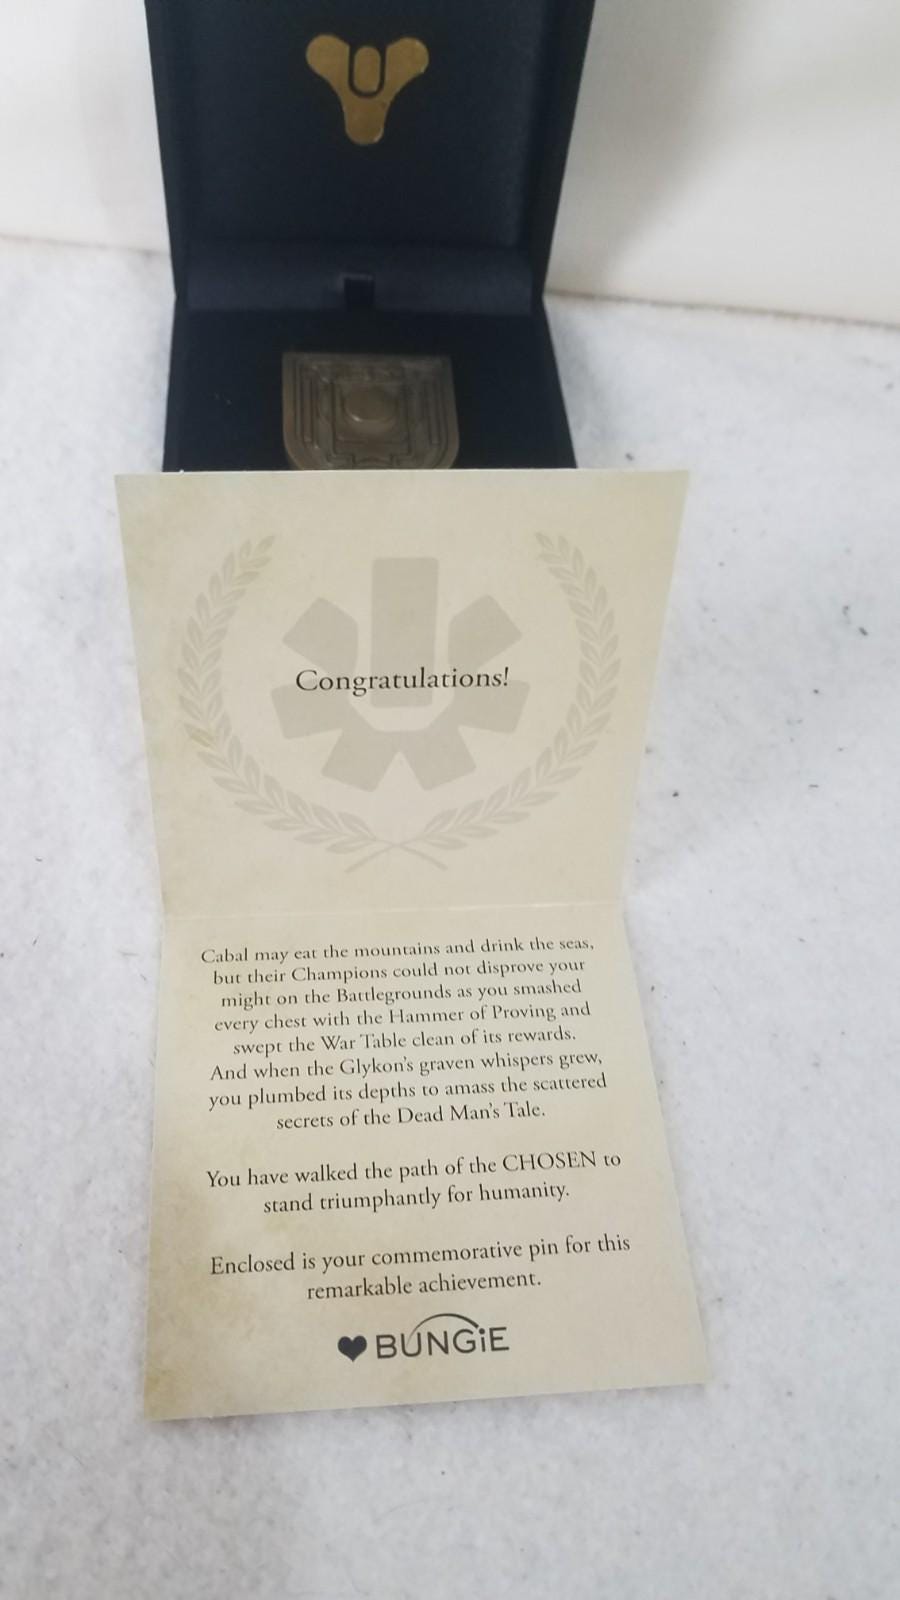 Congratulations!
Cabal may eat the mountains and drink the seas,
but their Champions could not disprove your
might on the Battlegrounds as you smashed
every chest with the Hammer of Proving and
swept the War Table clean of its rewards.
And when the Glykon's graven whispers grew,
you plumbed its depths to amass the scattered
secrets of the Dead Man's Tale.
You have walked the path of the CHOSEN to
stand triumphantly for humanity.
Enclosed is your commemorative pin for this
remarkable achievement.
BUNGiE